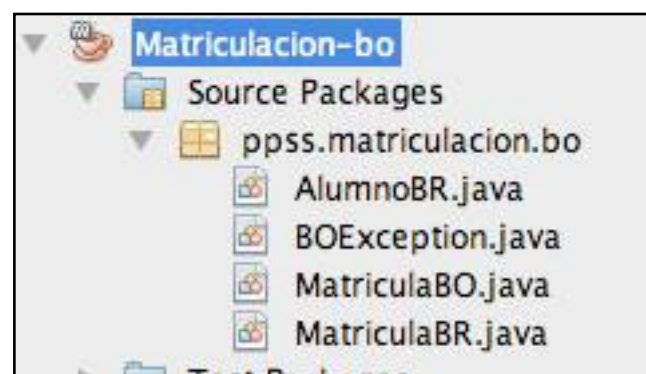 Matriculacion-bo
Source Packages
ppss.matriculacion.bo
AlumnoBR.java
BOException.java
MatriculaBO.java
MatriculaBR.java